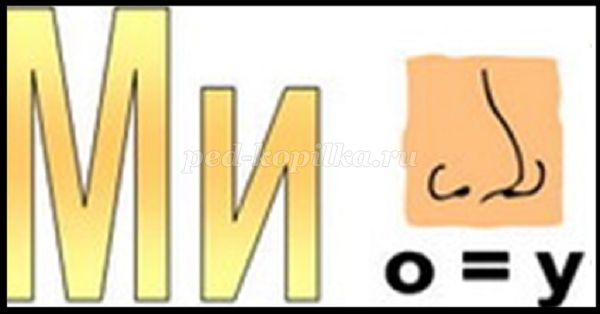 Ми
ped-kopilka.ru
о = у